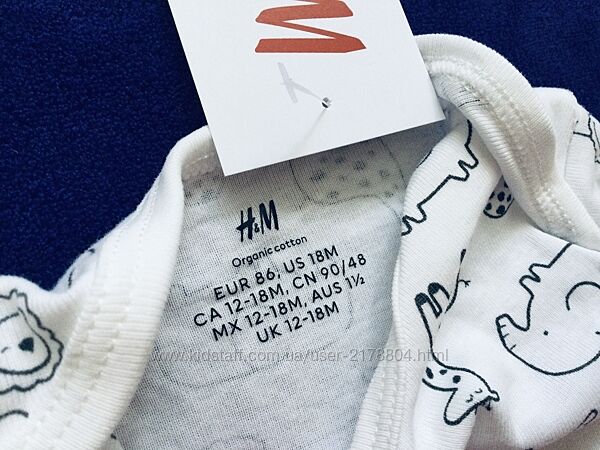 H&M
Organic cotton
EUR 86, US 18M
CA 12-18M, CN 90/48
MX 12-18M, AUS 1½
UK 12-18M
www.kidstaff.com.ua/user-2178804.html